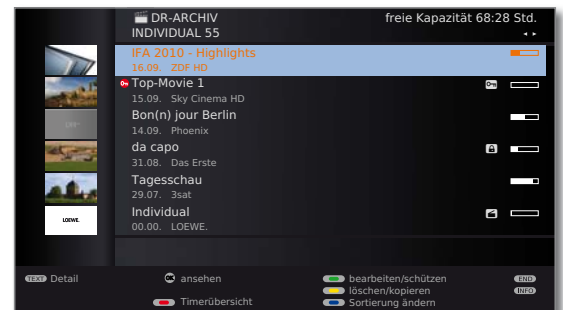 DR-ARCHIV freie Kapazität 68:28 Std.
INDIVIDUAL 55
IFA 2010 - Highlights
16.09. ZDF HD
Top-Movie 1
15.09. Sky Cinema HD
Bon(n) jour Berlin
14.09. Phoenix
da capo
31.08. Das Erste
Tagesschau
29.07. 3sat
Individual
00.00. LOEWE.
LOEWE.
TEXT Detail OK ansehen bearbeiten/schützen END
löschen/kopieren INFO
Timerübersicht Sortierung ändern